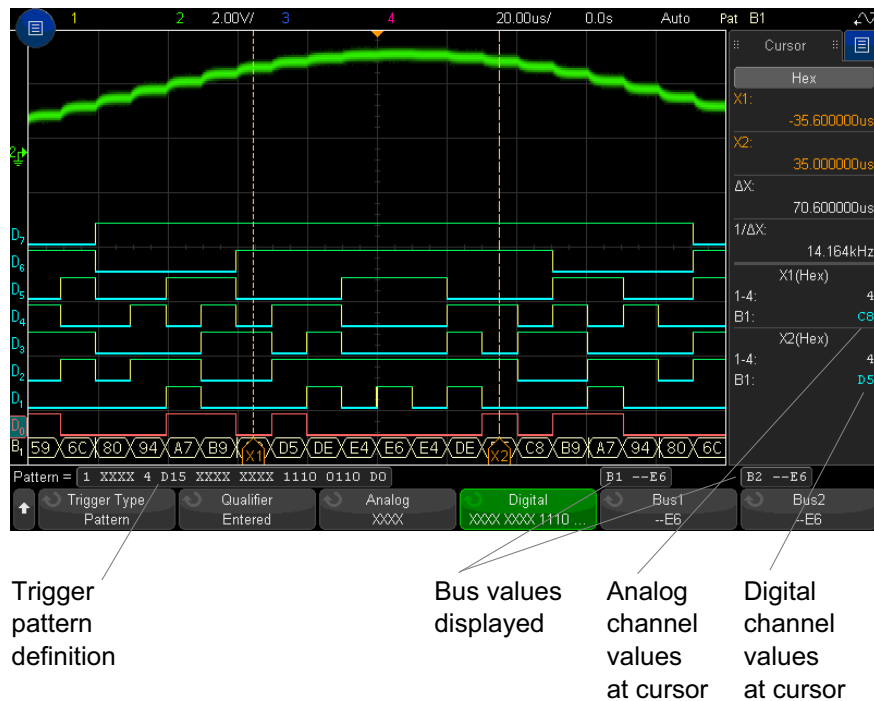 1 2 2.00V/ 3 4 20.00us/ 0.0s Auto Pat B1
Cursor
Hex
X1:
-35.600000us
X2:
35.000000us
ΔX:
70.600000us
1/ΔX:
14.164kHz
X1(Hex)
1-4: 4
B1: C8
X2(Hex)
1-4: 4
B1: D5
2
D7
D6
D5
D4
D3
D2
D1
D0
B1 59 6C 80 94 A7 B9 X1 D5 DE E4 E6 E4 DE X2 C8 B9 A7 94 80 6C
Pattern = 1 XXXX 4 D15 XXXX XXXX 1110 0110 D0 B1 --E6 B2 --E6
Trigger Type Qualifier Analog Digital Bus1 Bus2
Pattern Entered XXXX XXXX XXXX 1110 ... --E6 --E6
Trigger
pattern
definition
Bus values
displayed
Analog
channel
values
at cursor
Digital
channel
values
at cursor